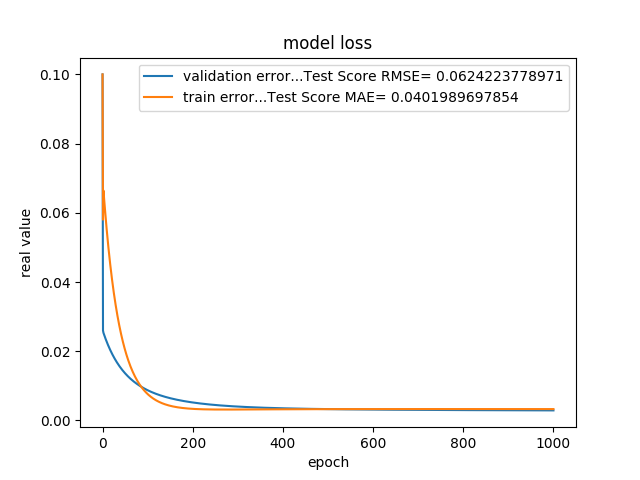 model loss
validation error...Test Score RMSE= 0.0624223778971
train error...Test Score MAE= 0.0401989697854
0.10
0.08
0.06
0.04
0.02
0.00
real value
0 200 400 600 800 1000
epoch